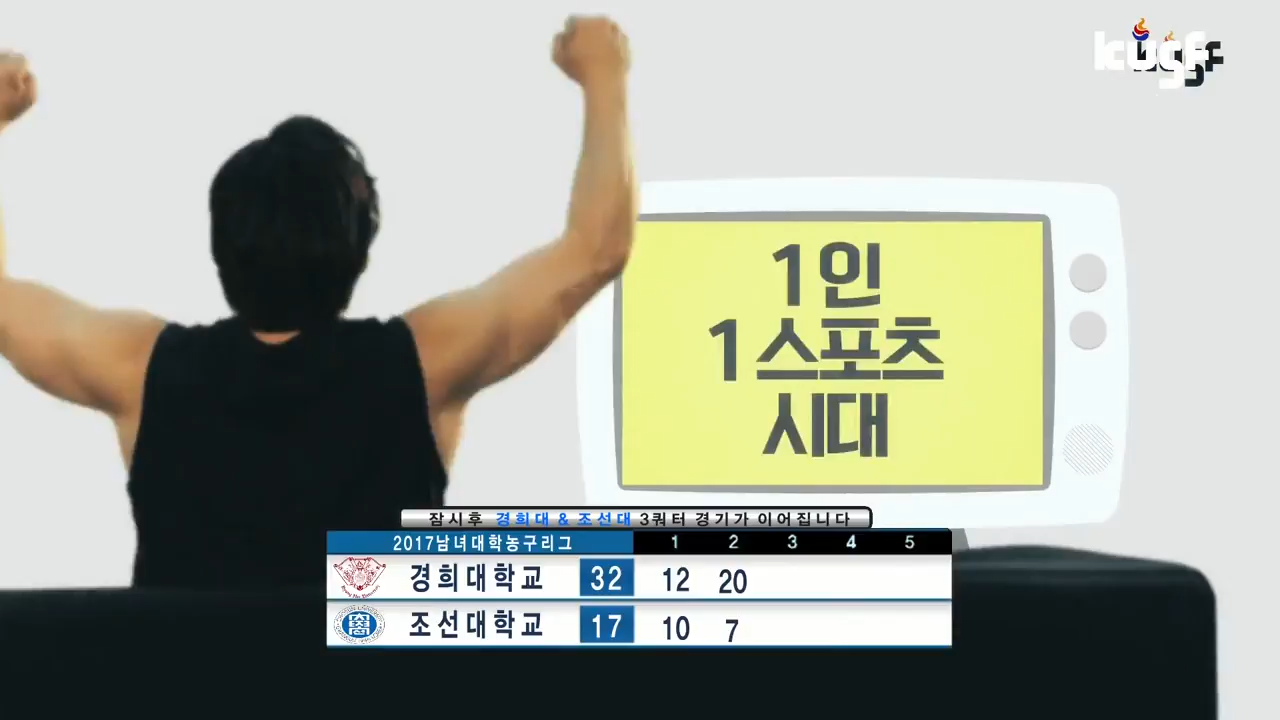 kusf
1인
1스포츠
시대
잠시후 경희대 & 조선대 3쿼터 경기가 이어집니다
2017남녀대학농구리그 1 2 3 4 5
경희대학교 32 12 20
조선대학교 17 10 7